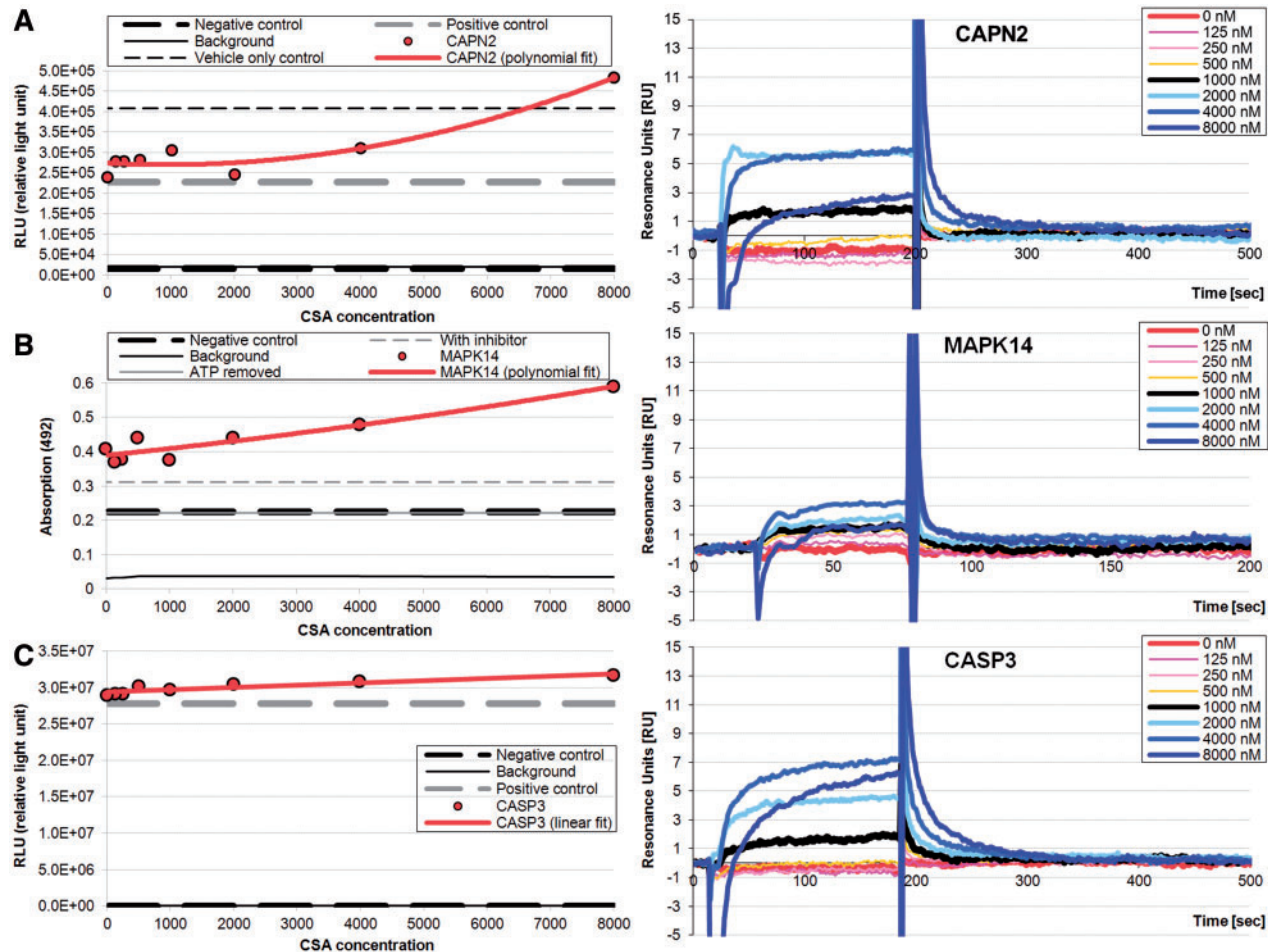 A
Negative control
Positive control
Background
CAPN2
Vehicle only control
CAPN2 (polynomial fit)
5.0E+05
4.5E+05
4.0E+05
3.5E+05
3.0E+05
2.5E+05
2.0E+05
1.5E+05
1.0E+05
5.0E+04
0.0E+00
RLU (relative light unit)
0 1000 2000 3000 4000 5000 6000 7000 8000
CSA concentration
CAPN2
15
13
11
9
7
5
3
1
-1
-3
-5
Resonance Units [RU]
0 100 200 300 400 500
Time [sec]
0 nM
125 nM
250 nM
500 nM
1000 nM
2000 nM
4000 nM
8000 nM
B
Negative control
With inhibitor
Background
MAPK14
ATP removed
MAPK14 (polynomial fit)
0.6
0.5
0.4
0.3
0.2
0.1
0
Absorption (492)
0 1000 2000 3000 4000 5000 6000 7000 8000
CSA concentration
MAPK14
15
13
11
9
7
5
3
1
-1
-3
-5
Resonance Units [RU]
0 50 100 150 200
Time [sec]
0 nM
125 nM
250 nM
500 nM
1000 nM
2000 nM
4000 nM
8000 nM
C
3.5E+07
3.0E+07
2.5E+07
2.0E+07
1.5E+07
1.0E+07
5.0E+06
0.0E+00
RLU (relative light unit)
Negative control
Background
Positive control
CASP3
CASP3 (linear fit)
0 1000 2000 3000 4000 5000 6000 7000 8000
CSA concentration
CASP3
15
13
11
9
7
5
3
1
-1
-3
-5
Resonance Units [RU]
0 100 200 300 400 500
Time [sec]
0 nM
125 nM
250 nM
500 nM
1000 nM
2000 nM
4000 nM
8000 nM